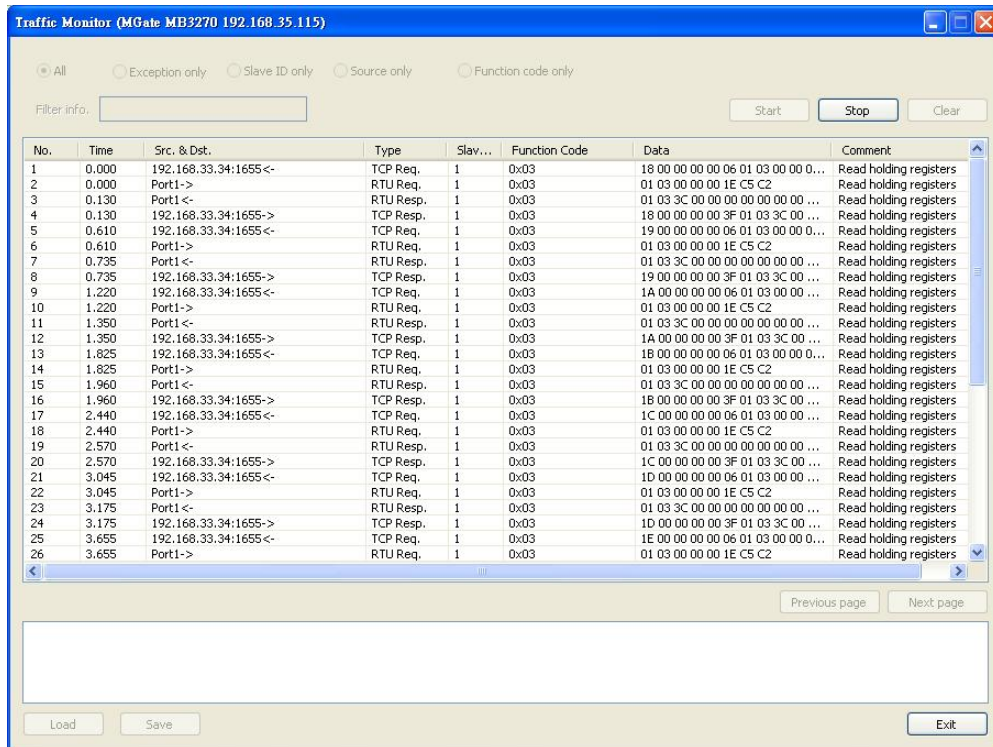 Traffic Monitor (MGate MB3270 192.168.35.115)
All Exception only Slave ID only Source only Function code only
Filter info. Start Stop Clear
No. Time Src. & Dst. Type Slav... Function Code Data Comment
1 0.000 192.168.33.34:1655<- TCP Req. 1 0x03 18 00 00 00 00 06 01 03 00 00 0... Read holding registers
2 0.000 Port1-> RTU Req. 1 0x03 01 03 00 00 00 1E C5 C2 Read holding registers
3 0.130 Port1<- RTU Resp. 1 0x03 01 03 3C 00 00 00 00 00 00 00 ... Read holding registers
4 0.130 192.168.33.34:1655-> TCP Resp. 1 0x03 18 00 00 00 00 3F 01 03 3C 00 ... Read holding registers
5 0.610 192.168.33.34:1655<- TCP Req. 1 0x03 19 00 00 00 00 06 01 03 00 00 0... Read holding registers
6 0.610 Port1-> RTU Req. 1 0x03 01 03 00 00 00 1E C5 C2 Read holding registers
7 0.735 Port1<- RTU Resp. 1 0x03 01 03 3C 00 00 00 00 00 00 00 ... Read holding registers
8 0.735 192.168.33.34:1655-> TCP Resp. 1 0x03 19 00 00 00 00 3F 01 03 3C 00 ... Read holding registers
9 1.220 192.168.33.34:1655<- TCP Req. 1 0x03 1A 00 00 00 00 06 01 03 00 00 ... Read holding registers
10 1.220 Port1-> RTU Req. 1 0x03 01 03 00 00 00 1E C5 C2 Read holding registers
11 1.350 Port1<- RTU Resp. 1 0x03 01 03 3C 00 00 00 00 00 00 00 ... Read holding registers
12 1.350 192.168.33.34:1655-> TCP Resp. 1 0x03 1A 00 00 00 00 3F 01 03 3C 00 ... Read holding registers
13 1.825 192.168.33.34:1655<- TCP Req. 1 0x03 1B 00 00 00 00 06 01 03 00 00 0... Read holding registers
14 1.825 Port1-> RTU Req. 1 0x03 01 03 00 00 00 1E C5 C2 Read holding registers
15 1.960 Port1<- RTU Resp. 1 0x03 01 03 3C 00 00 00 00 00 00 00 ... Read holding registers
16 1.960 192.168.33.34:1655-> TCP Resp. 1 0x03 1B 00 00 00 00 3F 01 03 3C 00 ... Read holding registers
17 2.440 192.168.33.34:1655<- TCP Req. 1 0x03 1C 00 00 00 00 06 01 03 00 00 ... Read holding registers
18 2.440 Port1-> RTU Req. 1 0x03 01 03 00 00 00 1E C5 C2 Read holding registers
19 2.570 Port1<- RTU Resp. 1 0x03 01 03 3C 00 00 00 00 00 00 00 ... Read holding registers
20 2.570 192.168.33.34:1655-> TCP Resp. 1 0x03 1C 00 00 00 00 3F 01 03 3C 00 ... Read holding registers
21 3.045 192.168.33.34:1655<- TCP Req. 1 0x03 1D 00 00 00 00 06 01 03 00 00 ... Read holding registers
22 3.045 Port1-> RTU Req. 1 0x03 01 03 00 00 00 1E C5 C2 Read holding registers
23 3.175 Port1<- RTU Resp. 1 0x03 01 03 3C 00 00 00 00 00 00 00 ... Read holding registers
24 3.175 192.168.33.34:1655-> TCP Resp. 1 0x03 1D 00 00 00 00 3F 01 03 3C 00 ... Read holding registers
25 3.655 192.168.33.34:1655<- TCP Req. 1 0x03 1E 00 00 00 00 06 01 03 00 00 0... Read holding registers
26 3.655 Port1-> RTU Req. 1 0x03 01 03 00 00 00 1E C5 C2 Read holding registers
Previous page Next page
Load Save Exit